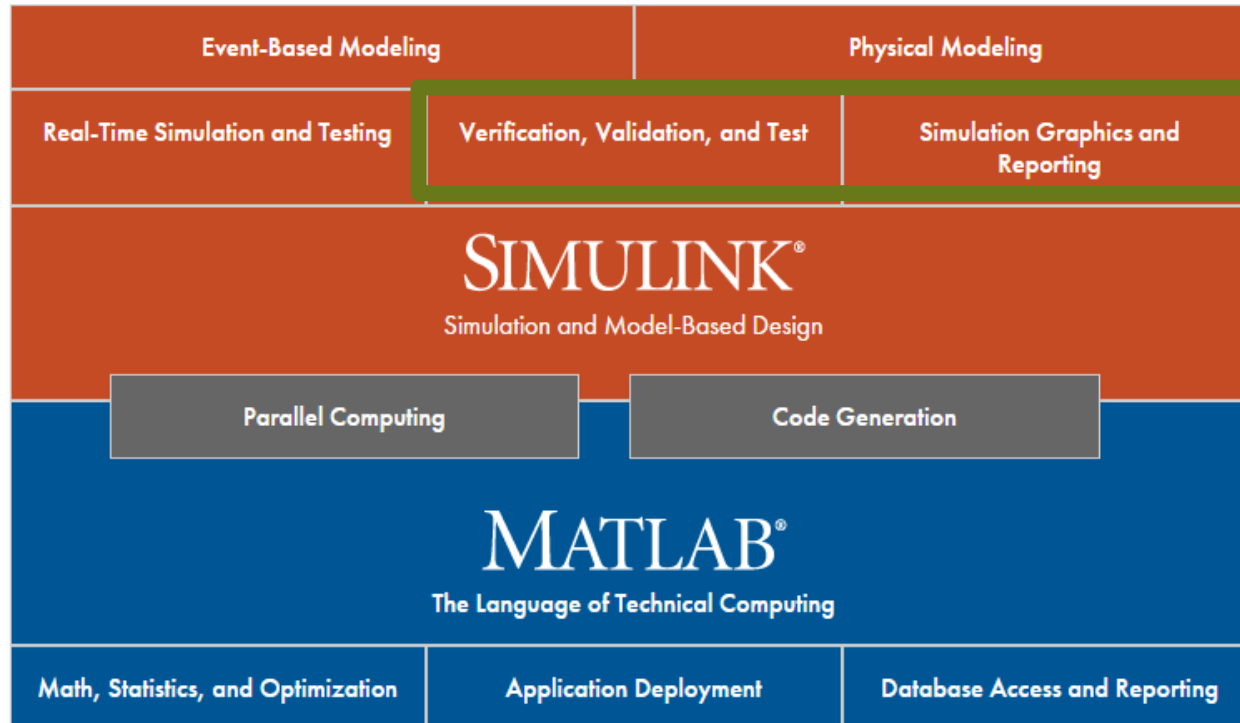 Event-Based Modeling
Physical Modeling
Real-Time Simulation and Testing
Verification, Validation, and Test
Simulation Graphics and
Reporting
SIMULINK®
Simulation and Model-Based Design
Parallel Computing
Code Generation
MATLAB®
The Language of Technical Computing
Math, Statistics, and Optimization
Application Deployment
Database Access and Reporting